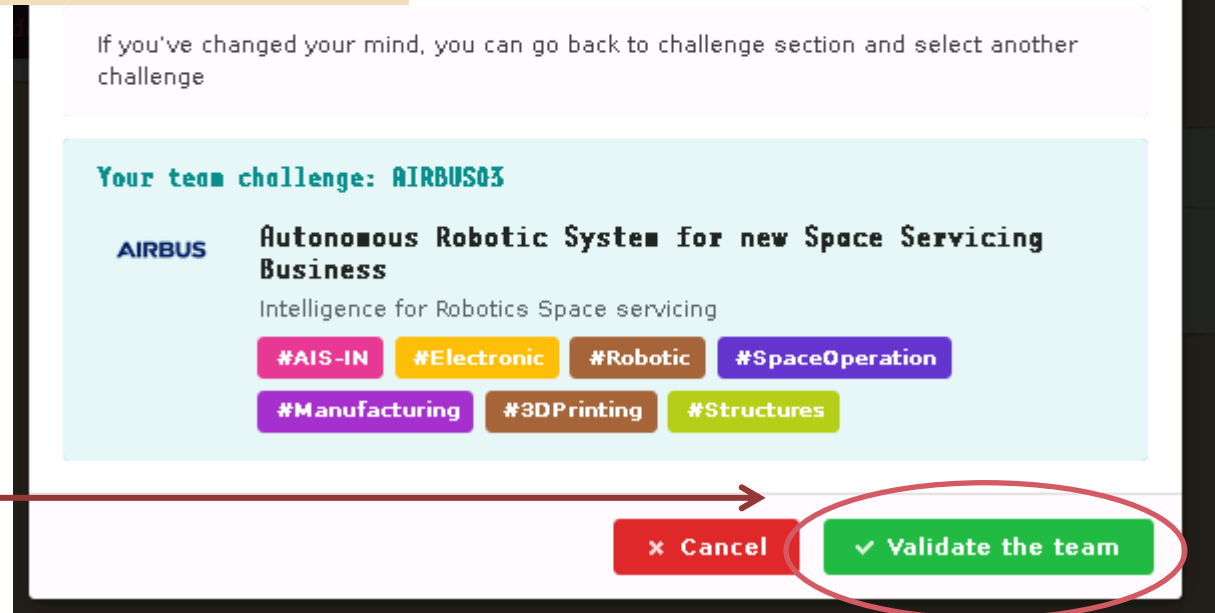 If you've changed your mind, you can go back to challenge section and select another
challenge
Your team challenge: AIRBUS03
AIRBUS
Autonomous Robotic System for new Space Servicing
Business
Intelligence for Robotics Space servicing
#AIS-IN #Electronic #Robotic #SpaceOperation
#Manufacturing #3DPrinting #Structures
× Cancel ✓ Validate the team